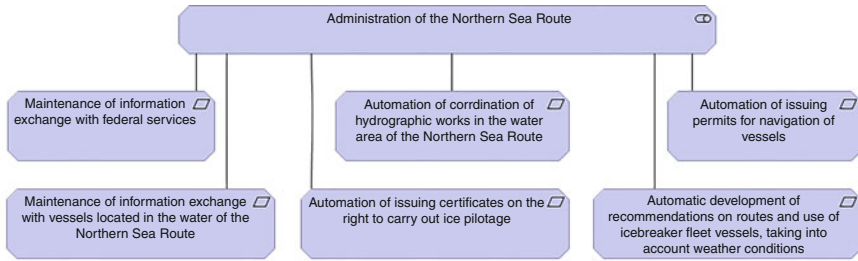 Administration of the Northern Sea Route
Maintenance of information
exchange with federal services
Automation of corrdination of
hydrographic works in the water
area of the Northern Sea Route
Automation of issuing
permits for navigation of
vessels
Maintenance of information exchange
with vessels located in the water of the
Northern Sea Route
Automation of issuing certificates on the
right to carry out ice pilotage
Automatic development of
recommendations on routes and use of
icebreaker fleet vessels, taking into
account weather conditions